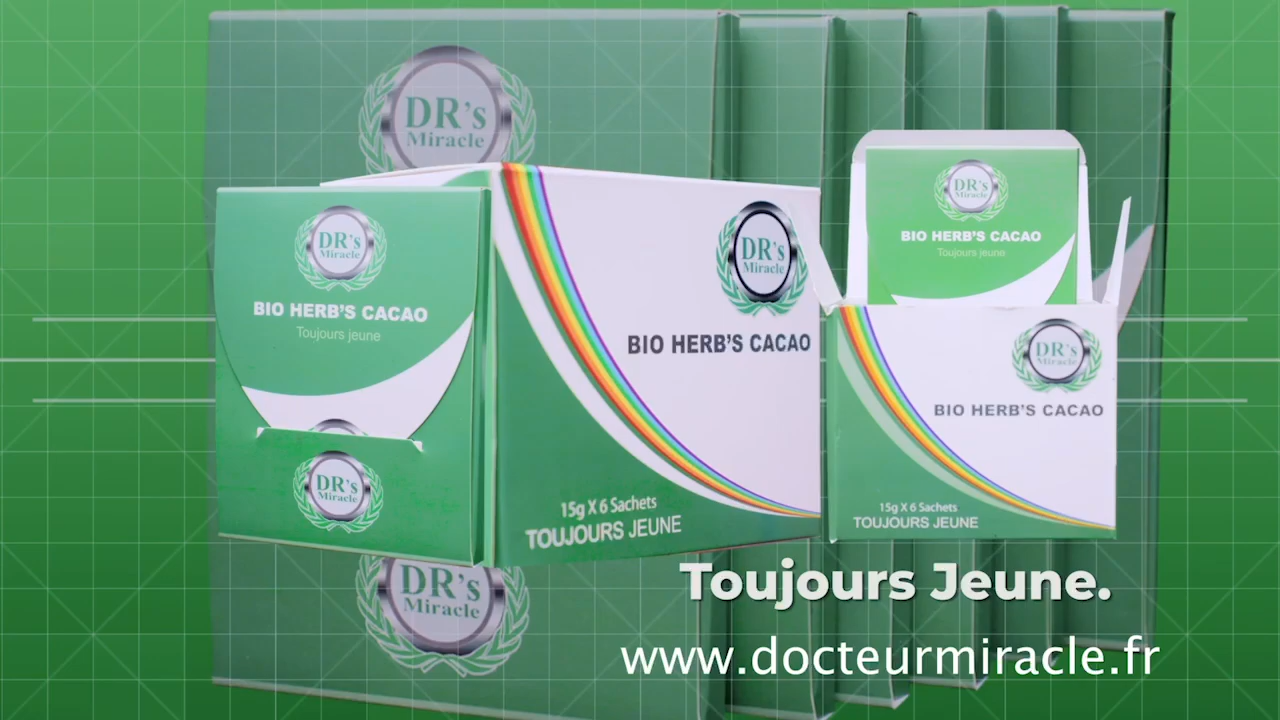 DR's
Miracle
DR's
Miracle
BIO HERB'S CACAO
Toujours jeune
DR's
Miracle
DR's
Miracle
BIO HERB'S CACAO
15g X 6 Sachets
TOUJOURS JEUNE
DR's
Miracle
BIO HERB'S CACAO
Toujours jeune
DR's
Miracle
BIO HERB'S CACAO
15g X 6 Sachets
TOUJOURS JEUNE
DR's
Miracle
Toujours Jeune.
www.docteurmiracle.fr